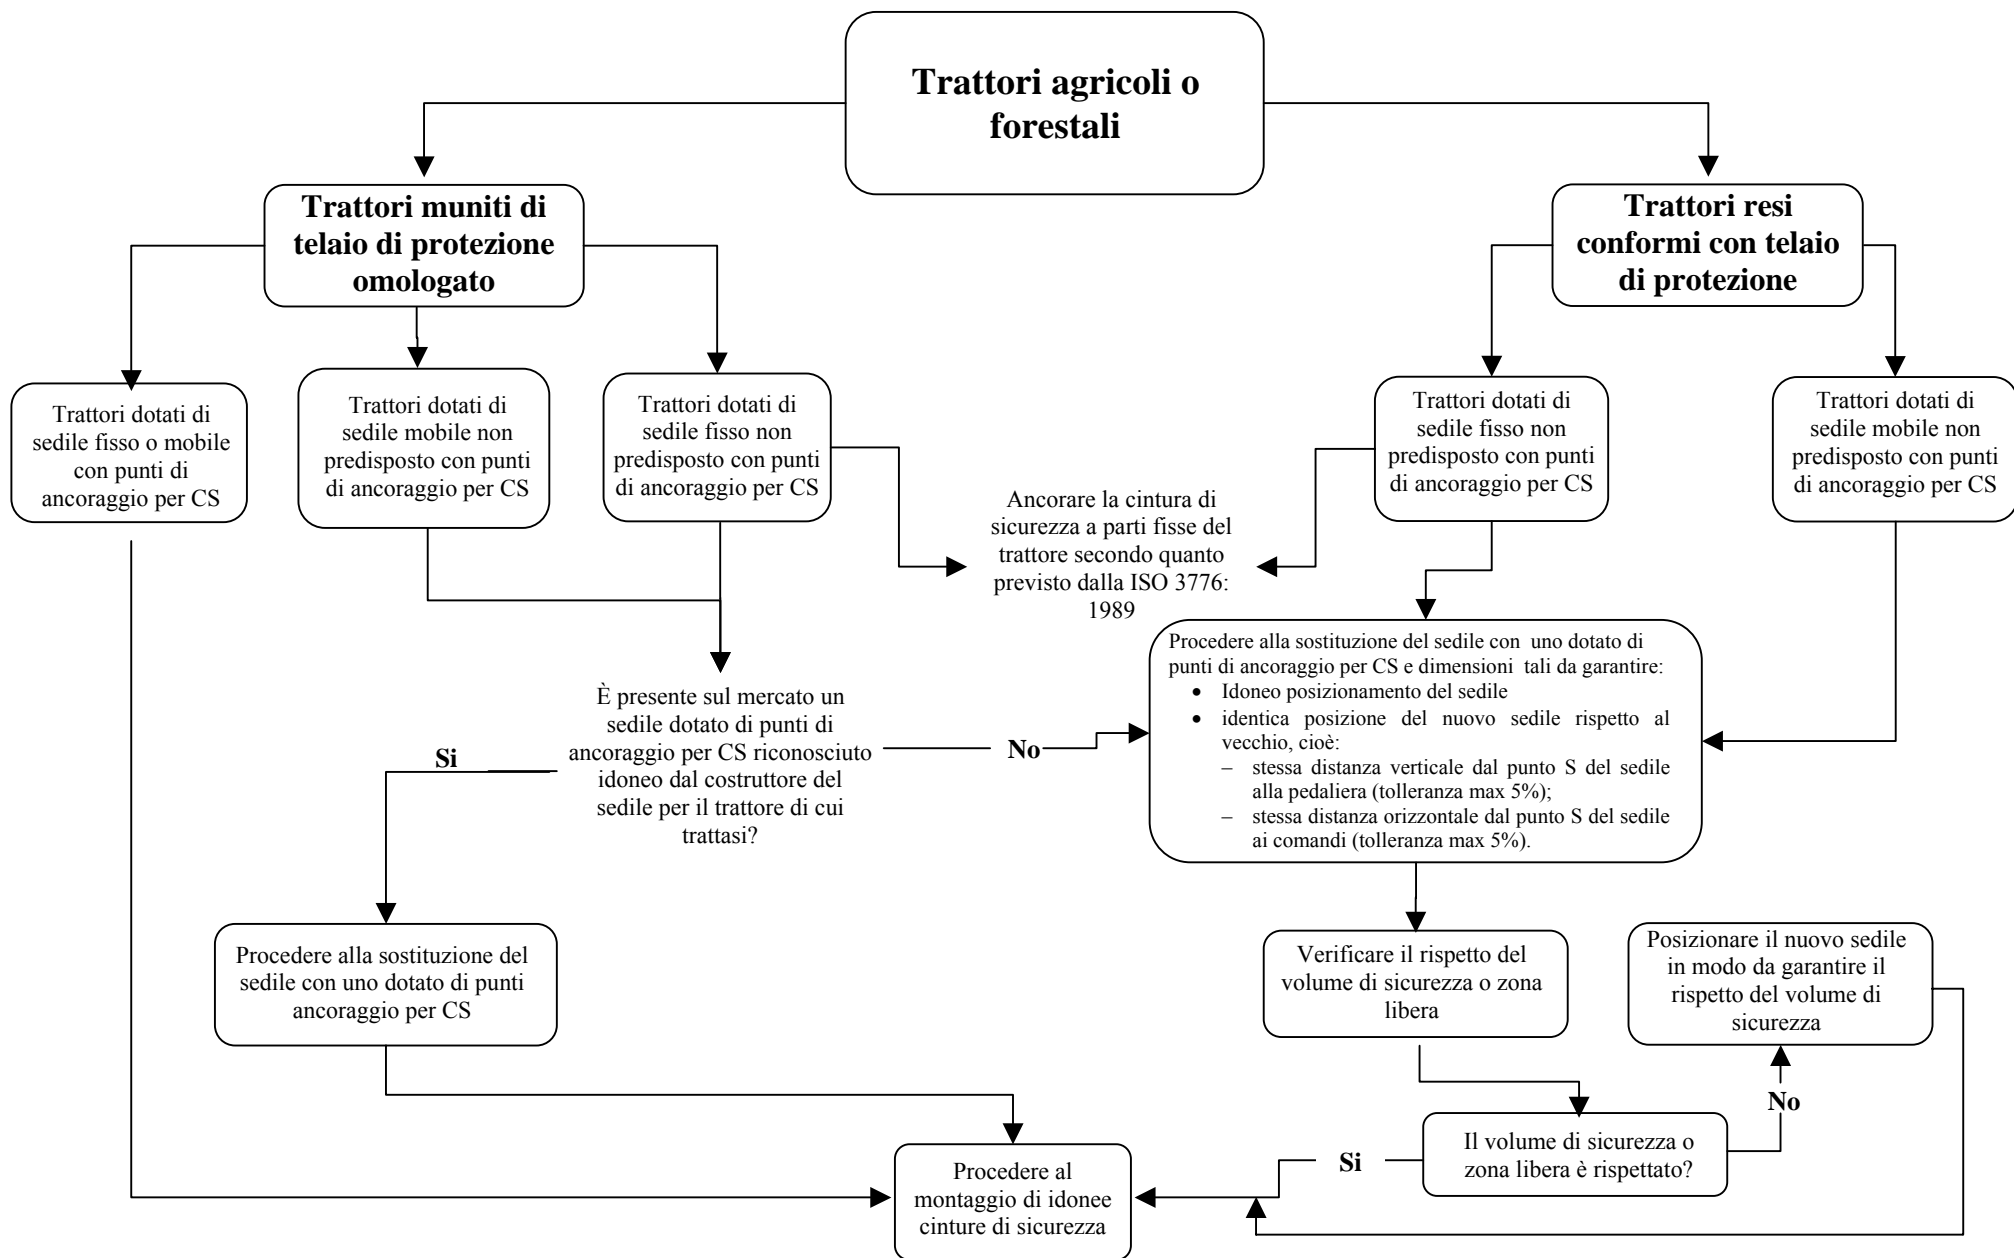 Trattori agricoli o
forestali
Trattori muniti di
telaio di protezione
omologato
Trattori resi
conformi con telaio
di protezione
Trattori dotati di
sedile fisso o mobile
con punti di
ancoraggio per CS
Trattori dotati di
sedile mobile non
predisposto con punti
di ancoraggio per CS
Trattori dotati di
sedile fisso non
predisposto con punti
di ancoraggio per CS
Ancorare la cintura di
sicurezza a parti fisse del
trattore secondo quanto
previsto dalla ISO 3776:
1989
Trattori dotati di
sedile fisso non
predisposto con punti
di ancoraggio per CS
Trattori dotati di
sedile mobile non
predisposto con punti
di ancoraggio per CS
È presente sul mercato un
sedile dotato di punti di
ancoraggio per CS riconosciuto
idoneo dal costruttore del
sedile per il trattore di cui
trattasi?
Si
No
Procedere alla sostituzione del sedile con uno dotato di
punti di ancoraggio per CS e dimensioni tali da garantire:
• Idoneo posizionamento del sedile
• identica posizione del nuovo sedile rispetto al
vecchio, cioè:
– stessa distanza verticale dal punto S del sedile
alla pedaliera (tolleranza max 5%);
– stessa distanza orizzontale dal punto S del sedile
ai comandi (tolleranza max 5%).
Procedere alla sostituzione del
sedile con uno dotato di punti
ancoraggio per CS
Verificare il rispetto del
volume di sicurezza o zona
libera
Posizionare il nuovo sedile
in modo da garantire il
rispetto del volume di
sicurezza
No
Il volume di sicurezza o
zona libera è rispettato?
Si
Procedere al
montaggio di idonee
cinture di sicurezza